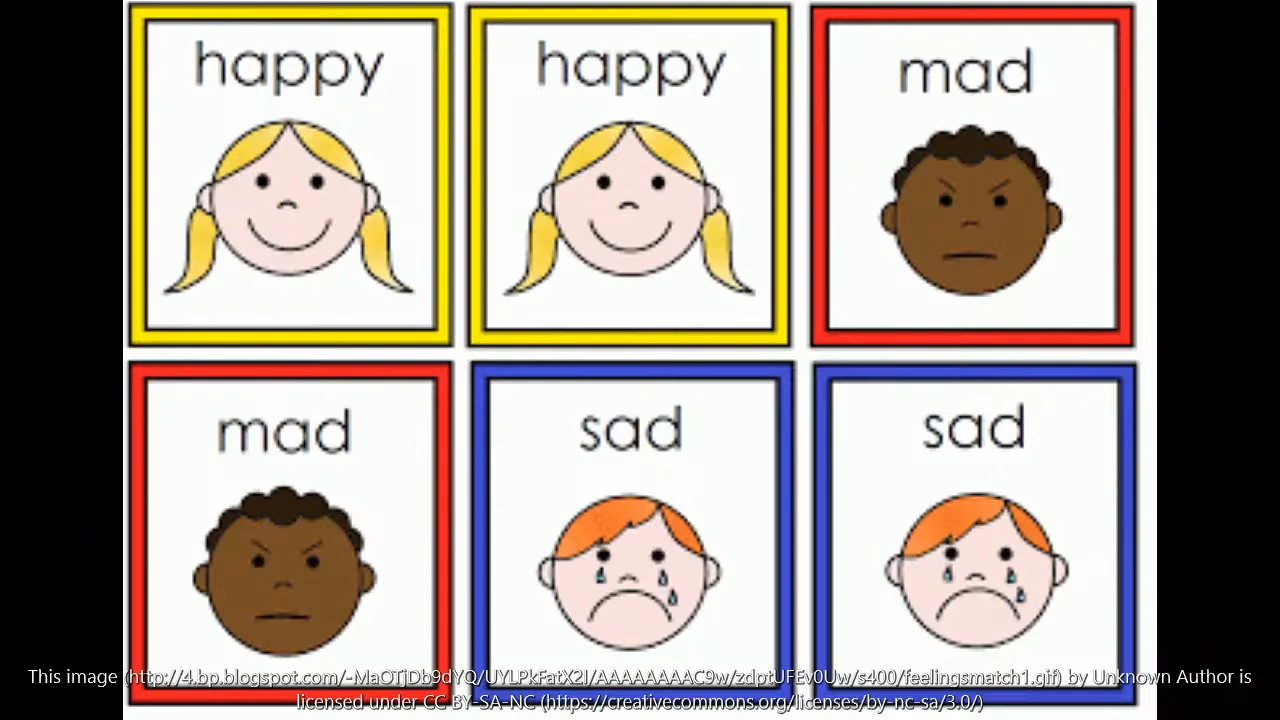 happy
happy
mad
mad
sad
sad
This image (http://4.bp.blogspot.com/-MaOTjDb9dYQ/UYLPkFatX2I/AAAAAAAAC9w/zdptUFEv0Uw/s400/feelingsmatch1.gif) by Unknown Author is
licensed under CC BY-SA-NC (https://creativecommons.org/licenses/by-nc-sa/3.0/)